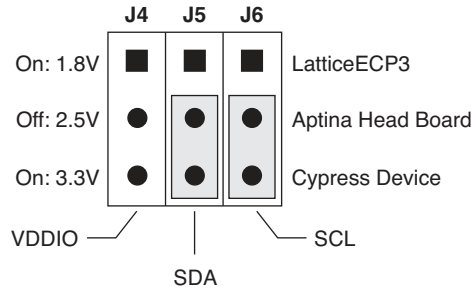 J4 J5 J6
On: 1.8V LatticeECP3
Off: 2.5V Aptina Head Board
On: 3.3V Cypress Device
VDDIO SCL
SDA